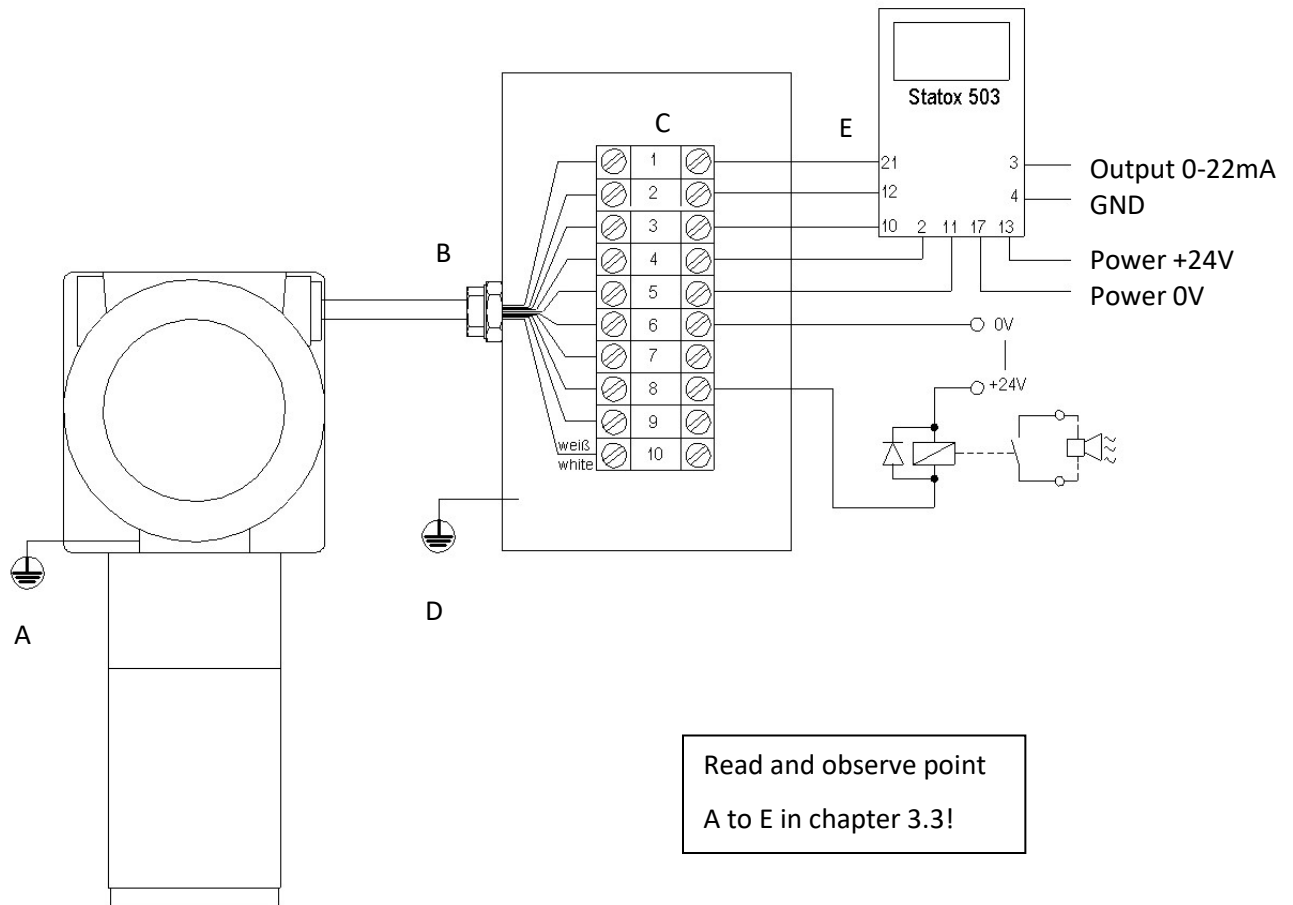 Statox 503
C
E
1
2
3
4
5
6
7
8
9
10
weiß
white
21
12
10 2 11 17 13
3
4
Output 0-22mA
GND
Power +24V
Power 0V
0V
+24V
B
A
D
Read and observe point
A to E in chapter 3.3!